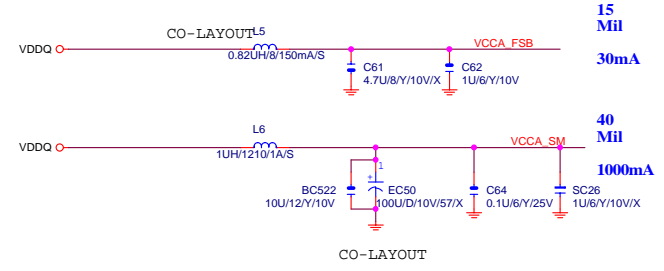 15
Mil
CO-LAYOUT
L5
VDDQ
VCCA_FSB
0.82UH/8/150mA/S
30mA
C61
4.7U/8/Y/10V/X
C62
1U/6/Y/10V
40
Mil
L6
VDDQ
VCCA_SM
1UH/1210/1A/S
1000mA
1
+
BC522
10U/12/Y/10V
EC50
100U/D/10V/57/X
C64
0.1U/6/Y/25V
SC26
1U/6/Y/10V/X
CO-LAYOUT